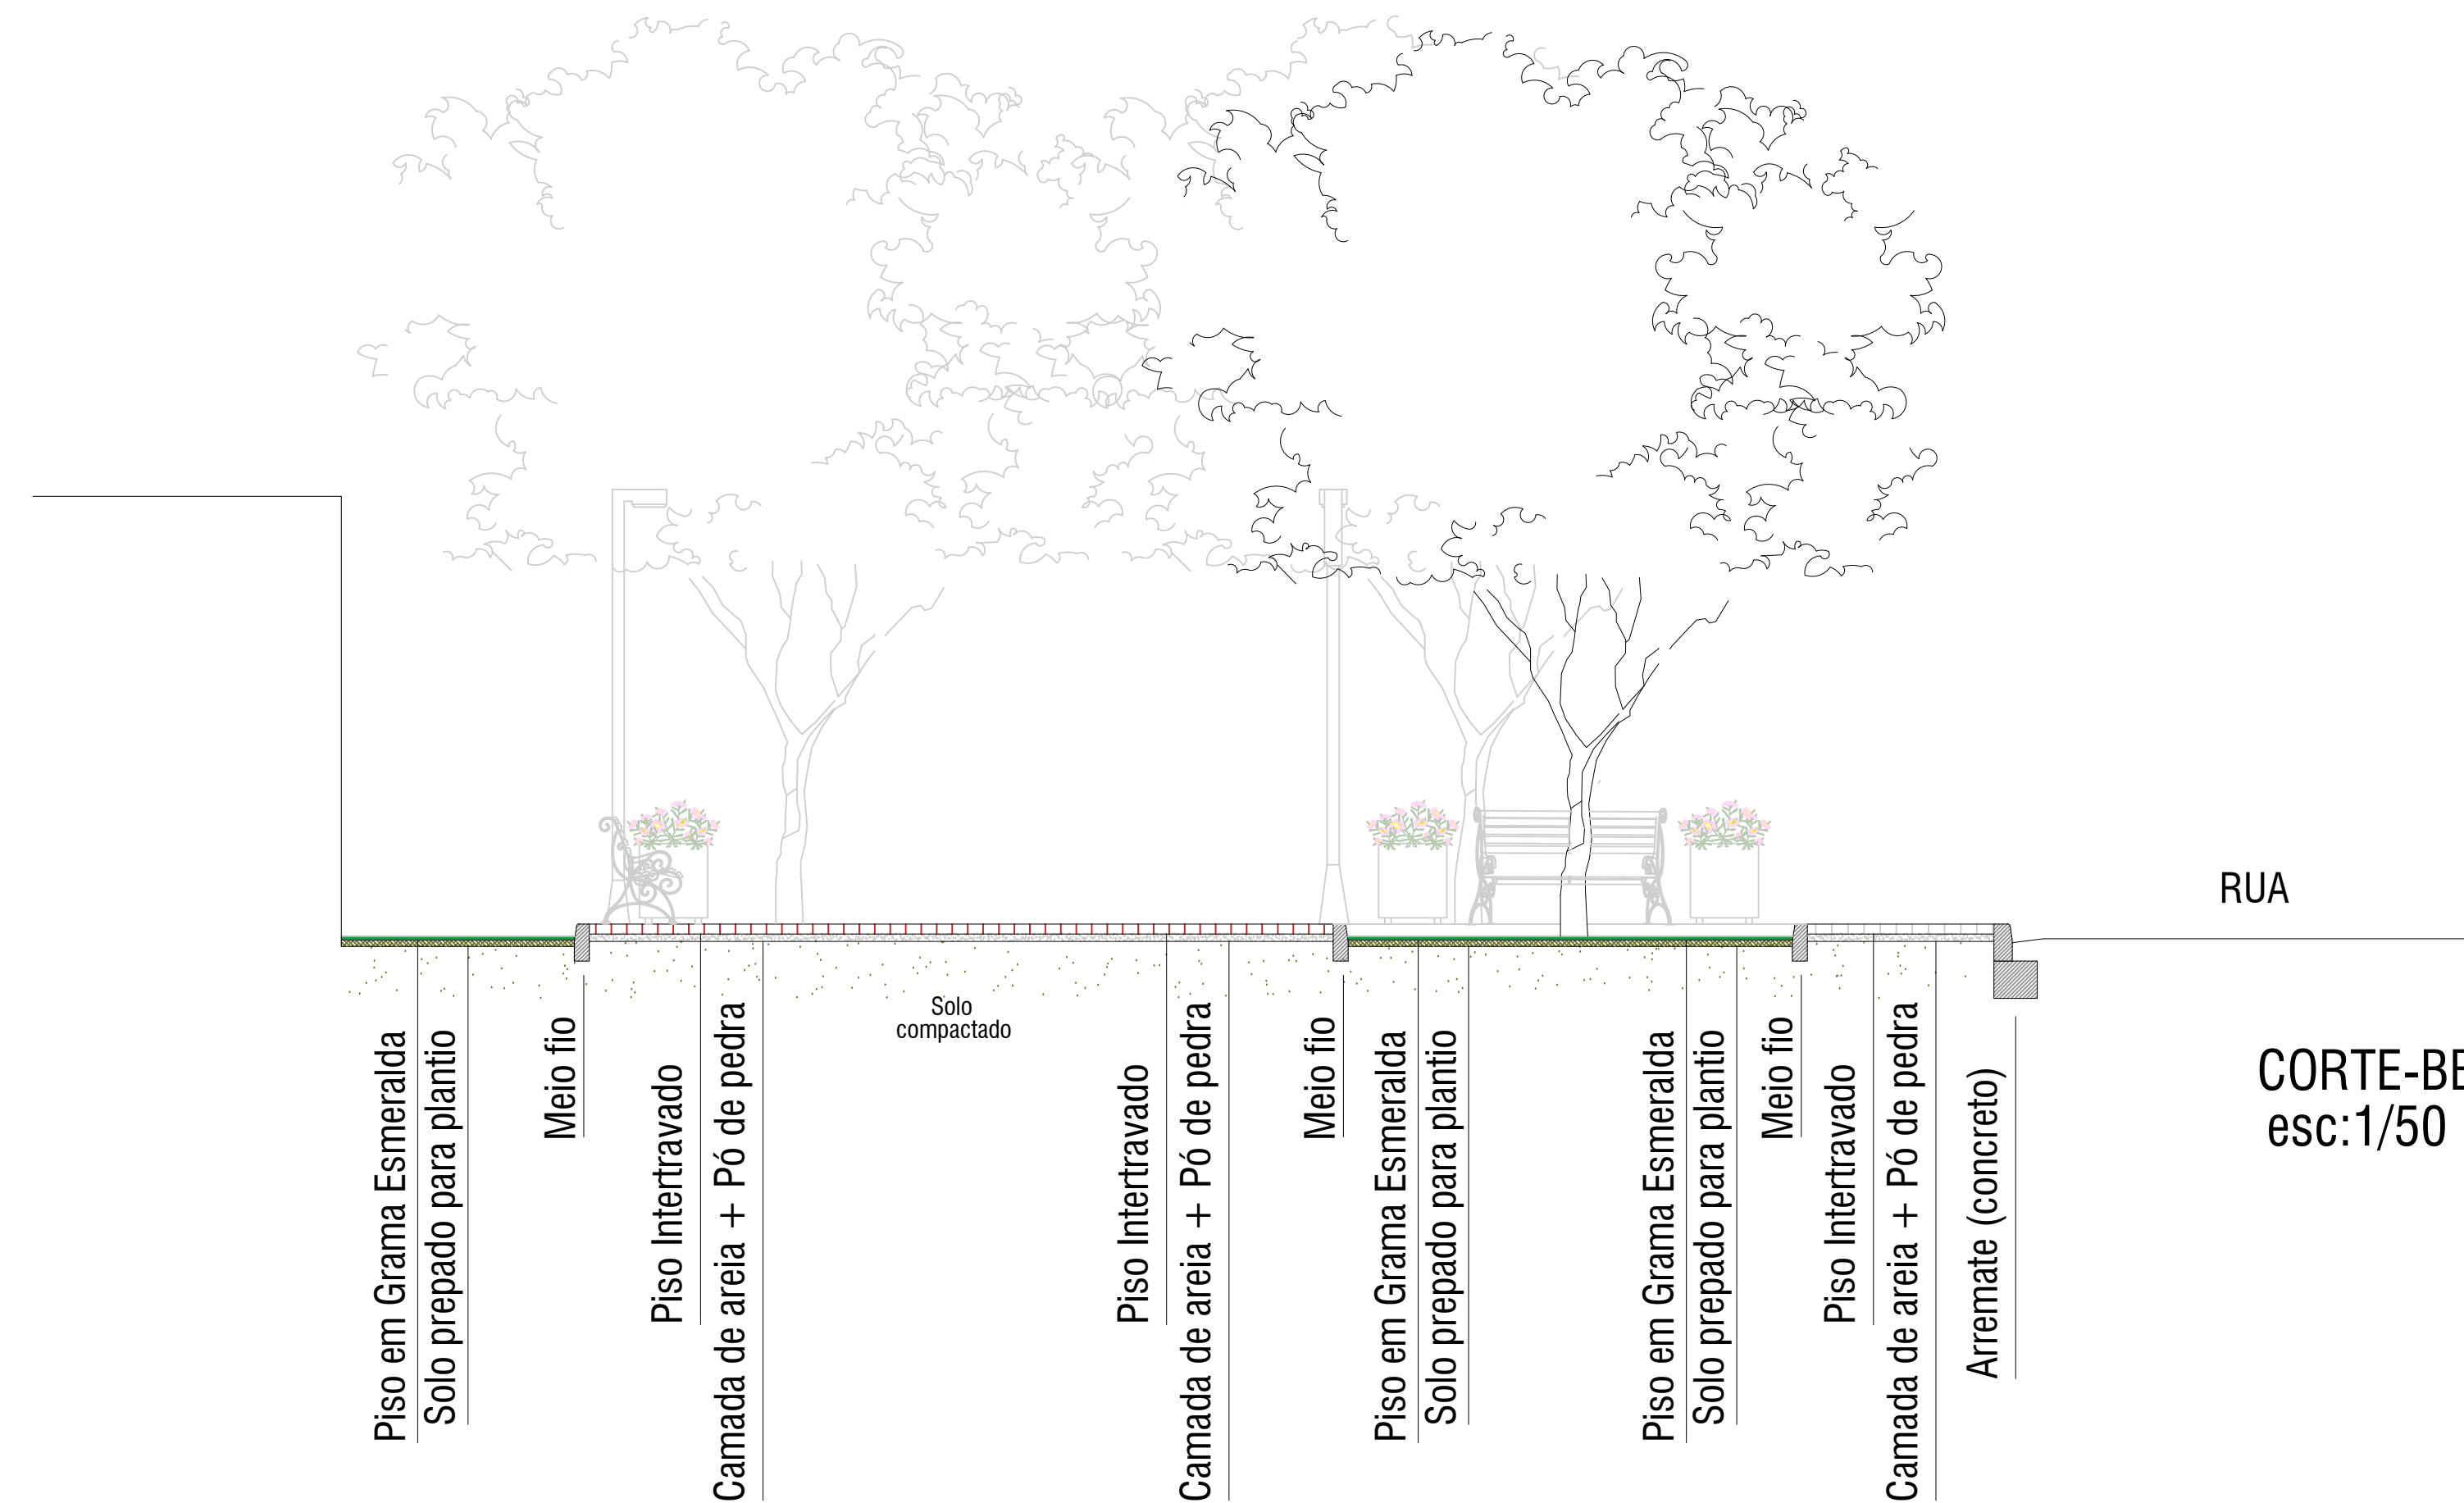 RUA
Solo
compactado
Piso em Grama Esmeralda
Solo prepado para plantio
Meio fio
Piso Intertravado
Camada de areia + Pó de pedra
Piso Intertravado
Camada de areia + Pó de pedra
Meio fio
Piso em Grama Esmeralda
Solo prepado para plantio
Piso em Grama Esmeralda
Solo prepado para plantio
Meio fio
Piso Intertravado
Camada de areia + Pó de pedra
Arremate (concreto)
CORTE-BB
esc:1/50